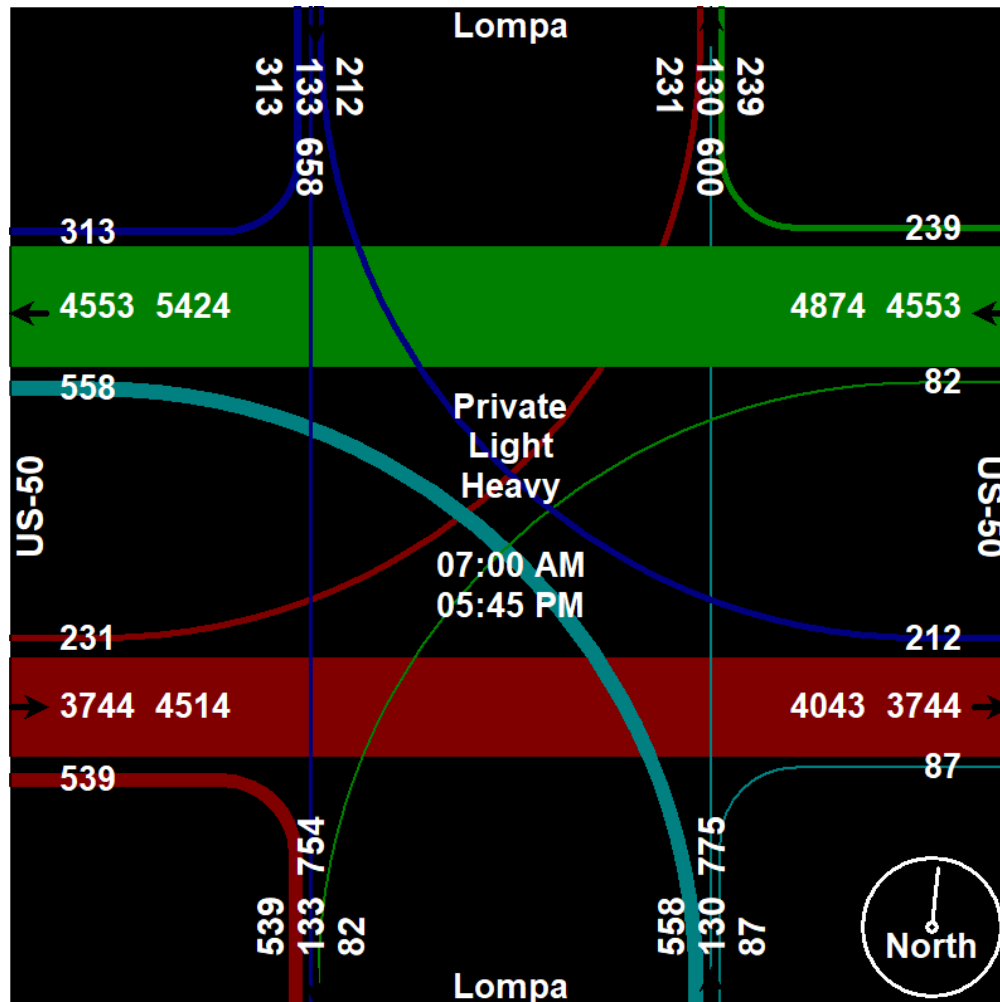 Lompa
313 133 658 212
231 130 600 239
313
239
4553 5424
4874 4553
558
82
Private
Light
Heavy
US-50
US-50
07:00 AM
05:45 PM
231
212
3744 4514
4043 3744
539
87
539 133 754 82
558 130 775 87
North
Lompa